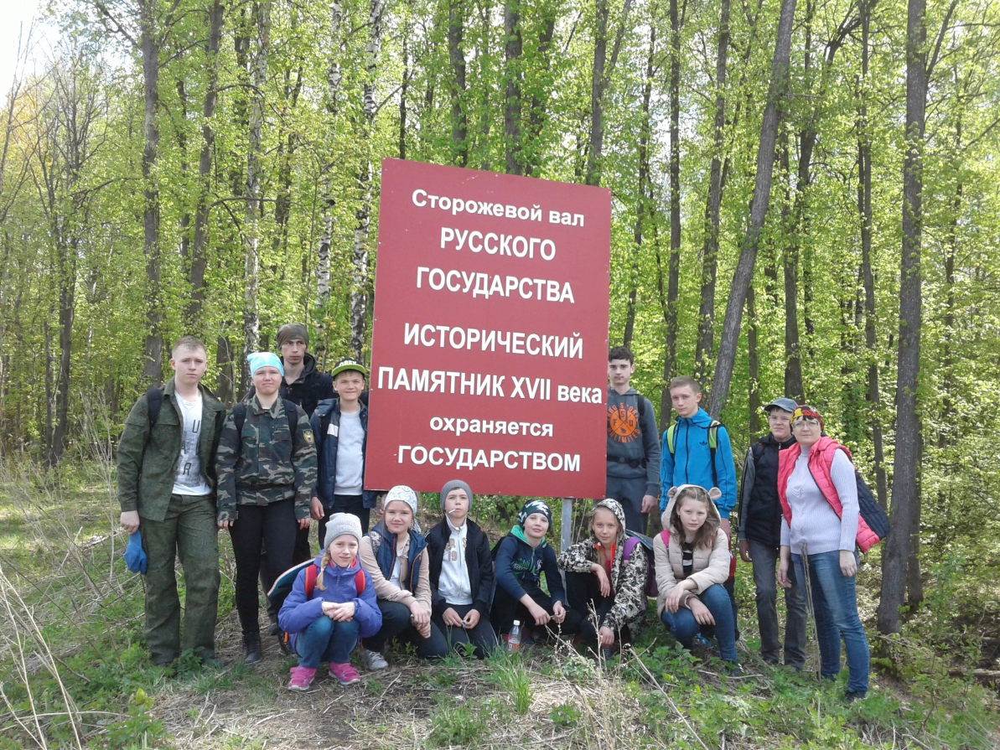 Сторожевой вал
РУССКОГО
ГОСУДАРСТВА
ИСТОРИЧЕСКИЙ
ПАМЯТНИК XVII века
охраняется
ГОСУДАРСТВОМ